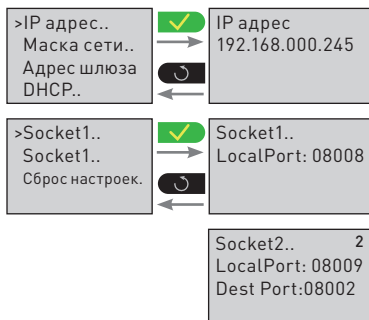 >IP адрес..
Маска сети..
Адрес шлюза
DHCP..
IP адрес
192.168.000.245
>Socket1..
Socket1..
Сброс настроек.
Socket1..
LocalPort: 08008
Socket2.. 2
LocalPort: 08009
Dest Port:08002